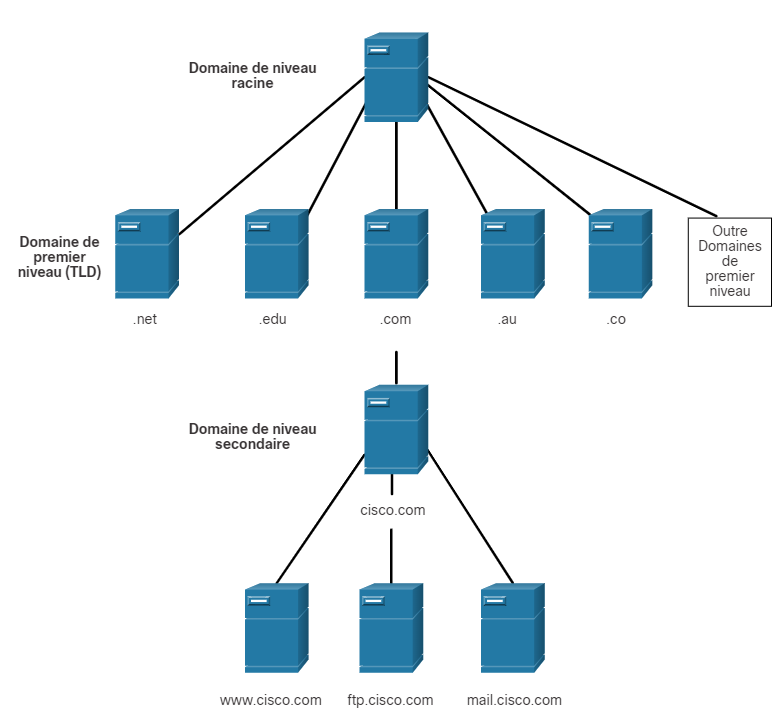 Domaine de niveau
racine
Domaine de
premier
niveau (TLD)
Outre
Domaines
de
premier
niveau
.net
.edu
.com
.au
.co
Domaine de niveau
secondaire
cisco.com
www.cisco.com
ftp.cisco.com
mail.cisco.com